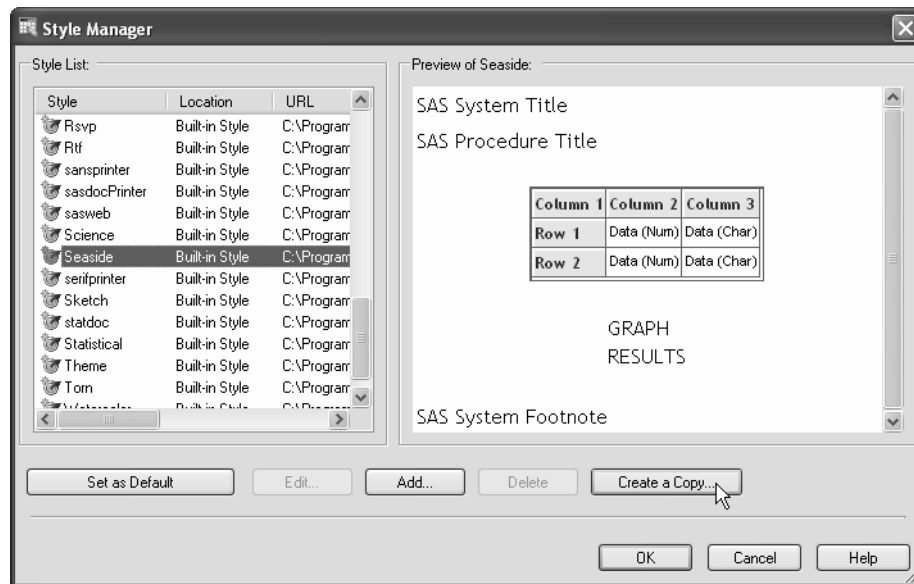 Style Manager
Style List:
Style Location URL
Rsvp Built-in Style C:\Program
Rtf Built-in Style C:\Program
sansprinter Built-in Style C:\Program
sasdocPrinter Built-in Style C:\Program
sasweb Built-in Style C:\Program
Science Built-in Style C:\Program
Seaside Built-in Style C:\Program
serifprinter Built-in Style C:\Program
Sketch Built-in Style C:\Program
statdoc Built-in Style C:\Program
Statistical Built-in Style C:\Program
Theme Built-in Style C:\Program
Torn Built-in Style C:\Program
Preview of Seaside:
SAS System Title
SAS Procedure Title
Column 1 Column 2 Column 3
Row 1 Data (Num) Data (Char)
Row 2 Data (Num) Data (Char)
GRAPH
RESULTS
SAS System Footnote
Set as Default Edit... Add... Delete Create a Copy...
OK Cancel Help